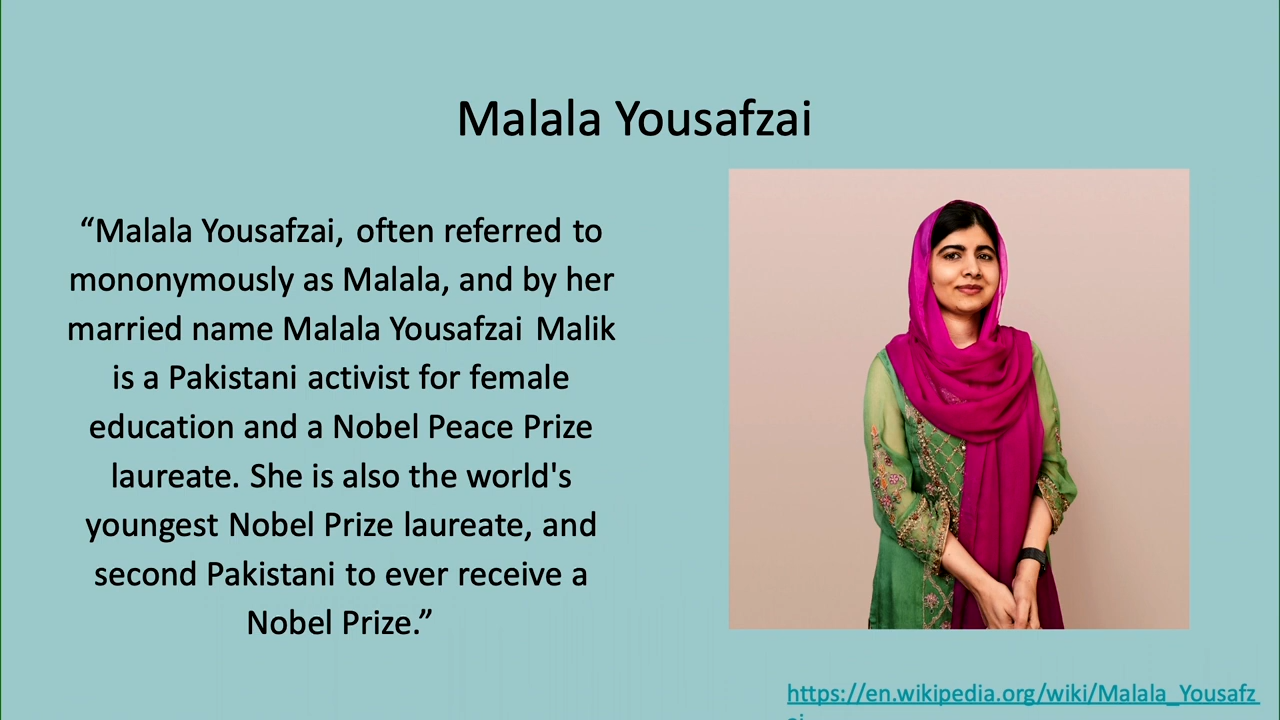 Malala Yousafzai
“Malala Yousafzai, often referred to
mononymously as Malala, and by her
married name Malala Yousafzai Malik
is a Pakistani activist for female
education and a Nobel Peace Prize
laureate. She is also the world's
youngest Nobel Prize laureate, and
second Pakistani to ever receive a
Nobel Prize.”
https://en.wikipedia.org/wiki/Malala_Yousafz